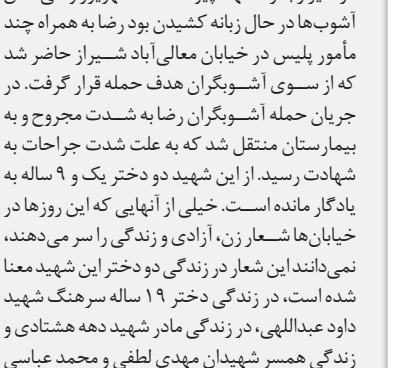 آشوب‌ها در حال زبانه کشیدن بود رضا به همراه چند
مأمور پلیس در خیابان معالی‌آباد شیراز حاضر شد
که از سوی آشوبگران هدف حمله قرار گرفت. در
جریان حمله آشوبگران رضا به شدت مجروح و به
بیمارستان منتقل شد که به علت شدت جراحات به
شهادت رسید. از این شهید دو دختر یک و ۹ ساله به
یادگار مانده است. خیلی از آنهایی که این روزها در
خیابان‌ها شعار زن، آزادی و زندگی را سر می‌دهند،
نمی‌دانند این شعار در زندگی دو دختر این شهید معنا
شده است، در زندگی دختر ۱۹ ساله سرهنگ شهید
داود عبداللهی، در زندگی مادر شهید دهه هشتادی و
زندگی همسر شهیدان مهدی لطفی و محمد عباسی